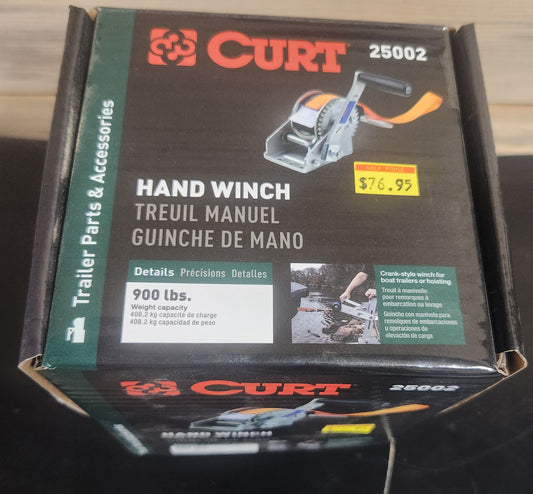 CURT
25002
HALF PRICE
$76.95
HAND WINCH
TREUIL MANUEL
GUINCHE DE MANO
Trailer Parts & Accessories
Details Précisions Detalles
900 lbs.
Weight capacity
408,2 kg capacité de charge
408.2 kg capacidad de peso
Crank-style winch for
boat trailers or hoisting.
Treuil à manivelle
pour remorques à
embarcation ou levage
Guinche con manivela para
remolques de embarcaciones
u operaciones de
elevación de carga
CURT
25002
HAND WINCH